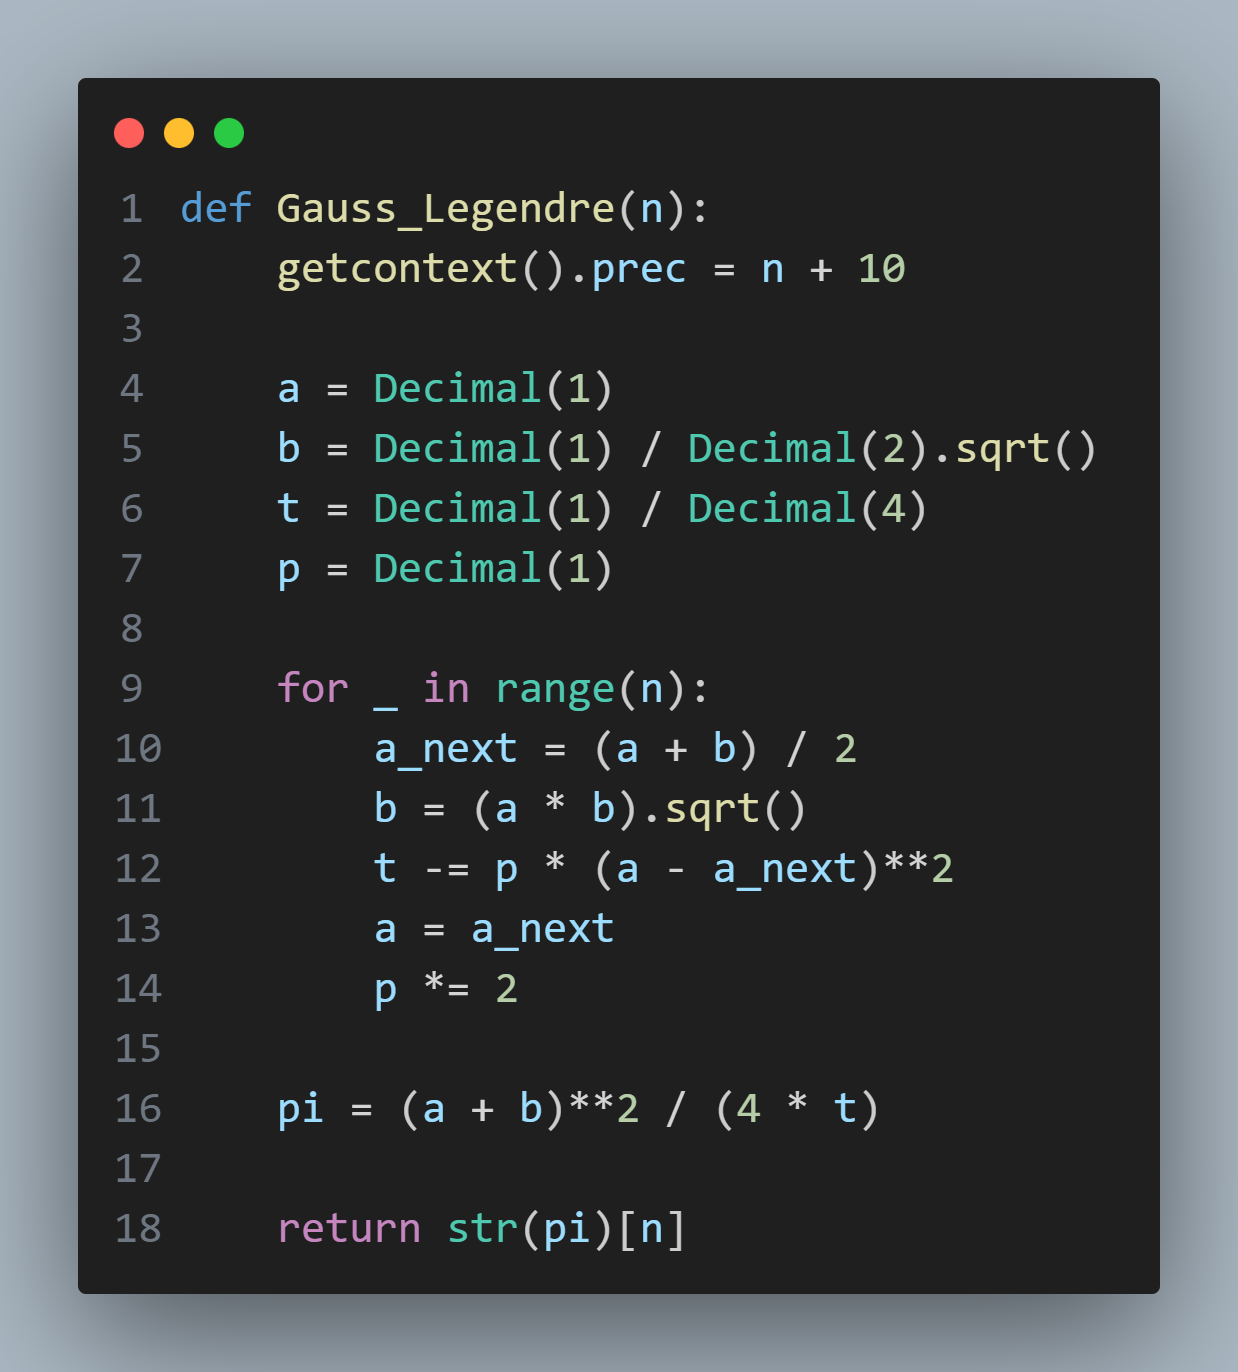 1 def Gauss_Legendre(n):
2     getcontext().prec = n + 10
3
4     a = Decimal(1)
5     b = Decimal(1) / Decimal(2).sqrt()
6     t = Decimal(1) / Decimal(4)
7     p = Decimal(1)
8
9     for _ in range(n):
10         a_next = (a + b) / 2
11         b = (a * b).sqrt()
12         t -= p * (a - a_next)**2
13         a = a_next
14         p *= 2
15
16     pi = (a + b)**2 / (4 * t)
17
18     return str(pi)[n]